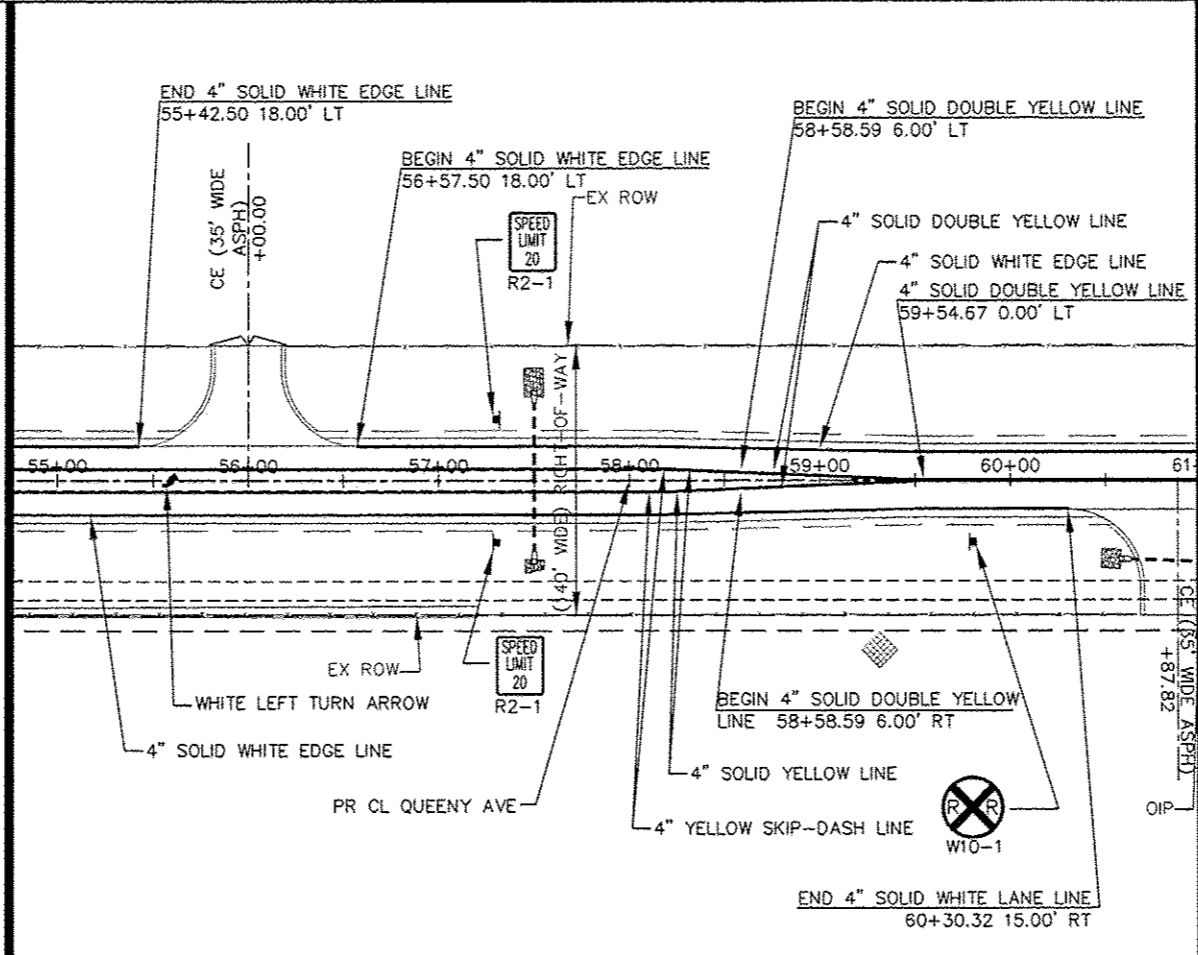 END 4" SOLID WHITE EDGE LINE
55+42.50 18.00' LT
BEGIN 4" SOLID DOUBLE YELLOW LINE
58+58.59 6.00' LT
BEGIN 4" SOLID WHITE EDGE LINE
56+57.50 18.00' LT
EX ROW
CE (35' WIDE
ASPH)
+00.00
SPEED
LIMIT
20
R2-1
4" SOLID DOUBLE YELLOW LINE
4" SOLID WHITE EDGE LINE
4" SOLID DOUBLE YELLOW LINE
59+54.67 0.00' LT
(140' WIDE) RIGHT-OF-WAY
55+00
56+00
57+00
58+00
59+00
60+00
61
EX ROW
SPEED
LIMIT
20
R2-1
WHITE LEFT TURN ARROW
4" SOLID WHITE EDGE LINE
BEGIN 4" SOLID DOUBLE YELLOW
LINE 58+58.59 6.00' RT
4" SOLID YELLOW LINE
PR CL QUEENY AVE
4" YELLOW SKIP-DASH LINE
R R
W10-1
CE (35' WIDE ASPH)
+87.82
OIP
END 4" SOLID WHITE LANE LINE
60+30.32 15.00' RT